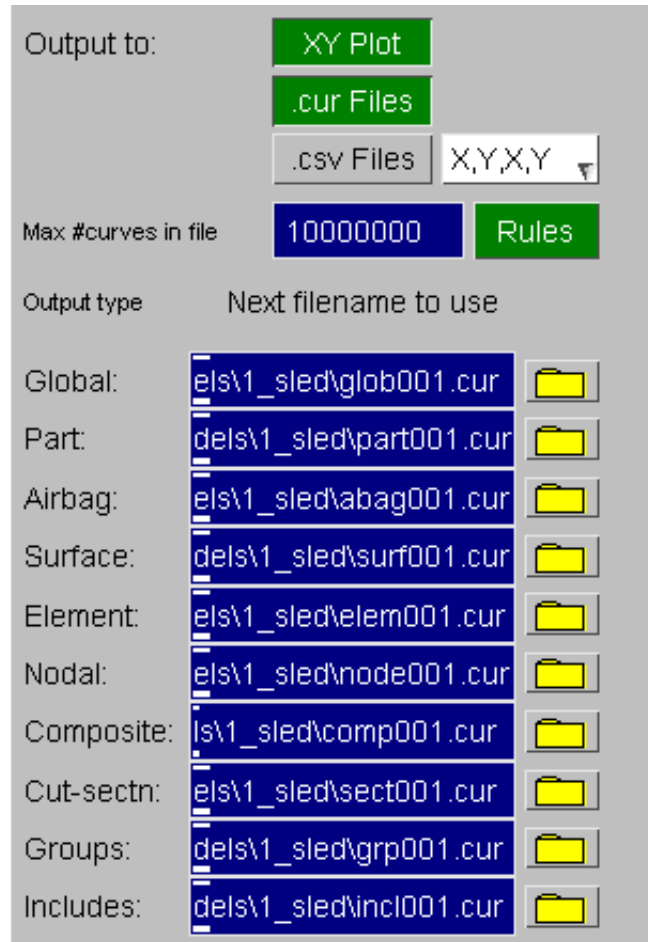 Output to: XY Plot
.cur Files
.csv Files X,Y,X,Y
Max #curves in file 10000000 Rules
Output type Next filename to use
Global: els\1_sled\glob001.cur
Part: dels\1_sled\part001.cur
Airbag: els\1_sled\abag001.cur
Surface: dels\1_sled\surf001.cur
Element: els\1_sled\elem001.cur
Nodal: els\1_sled\node001.cur
Composite: ls\1_sled\comp001.cur
Cut-sectn: els\1_sled\sect001.cur
Groups: dels\1_sled\grp001.cur
Includes: dels\1_sled\incl001.cur